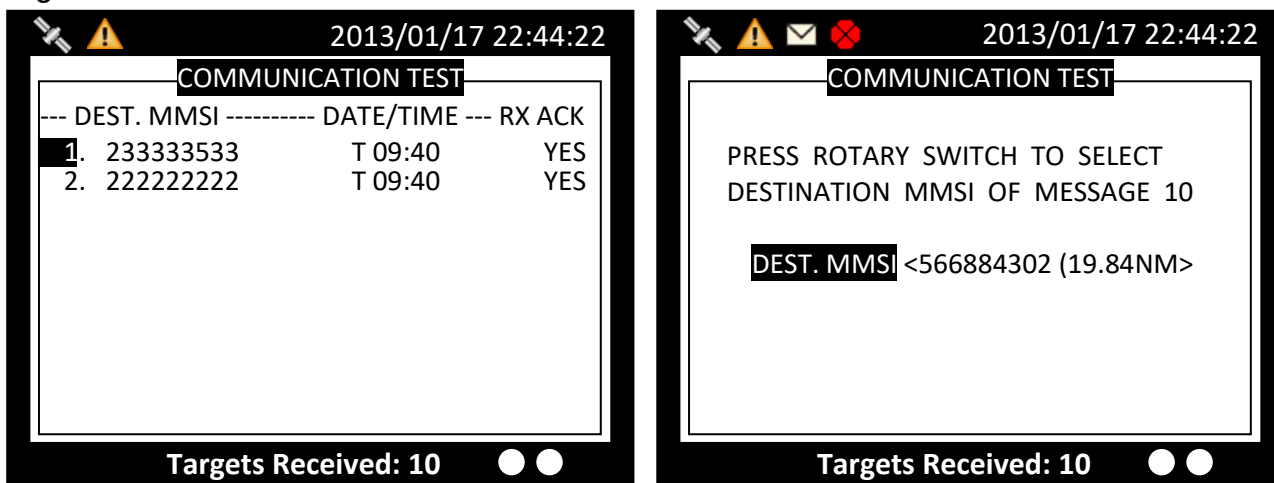 2013/01/17 22:44:22
COMMUNICATION TEST
--- DEST. MMSI ---------- DATE/TIME --- RX ACK
1. 233333533 T 09:40 YES
2. 222222222 T 09:40 YES
Targets Received: 10
2013/01/17 22:44:22
COMMUNICATION TEST
PRESS ROTARY SWITCH TO SELECT
DESTINATION MMSI OF MESSAGE 10
DEST. MMSI <566884302 (19.84NM>
Targets Received: 10